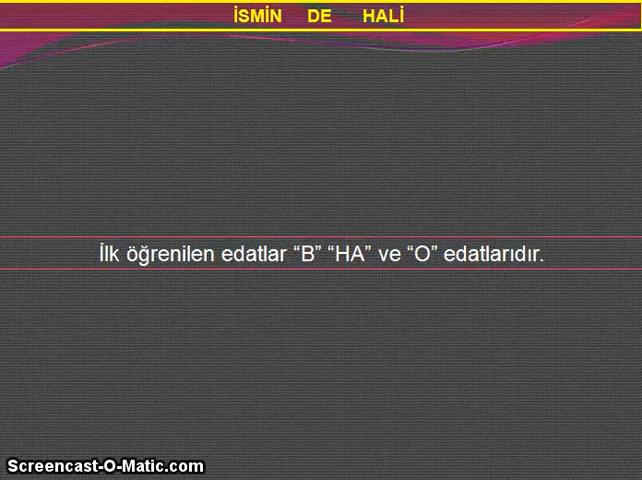 İSMİN DE HALİ
İlk öğrenilen edatlar “B” “HA” ve “O” edatlarıdır.
Screencast-O-Matic.com